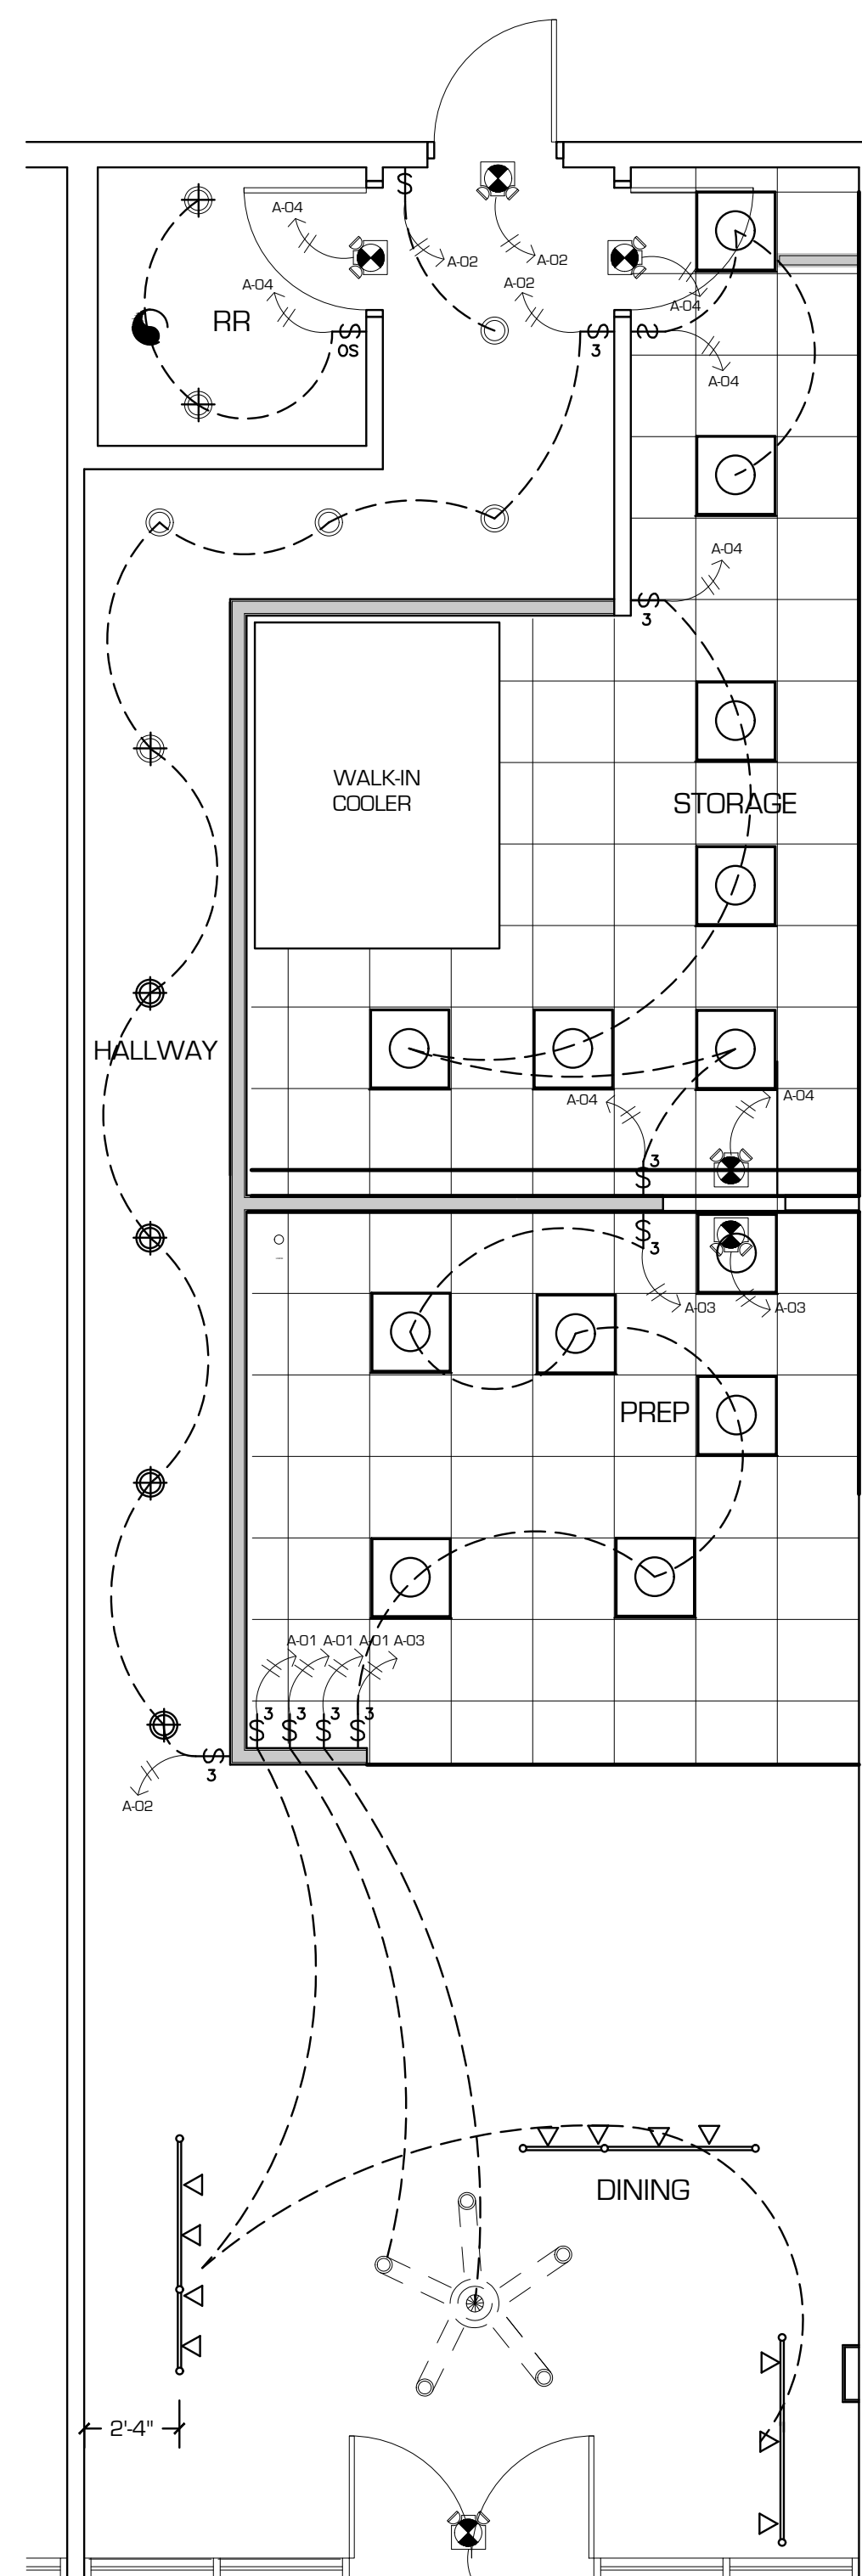 A-04
A-02
A-02
A-04
A-02
A-04
RR
$
OS
$
3
$
$
A-04
A-04
$
3
WALK-IN
COOLER
STORAGE
HALLWAY
A-04
A-04
$
3
$
3
A-03
A-03
PREP
A-01 A-01 A-01 A-03
$ 3 $ 3 $ 3 $ 3
$
3
A-02
DINING
2'-4"